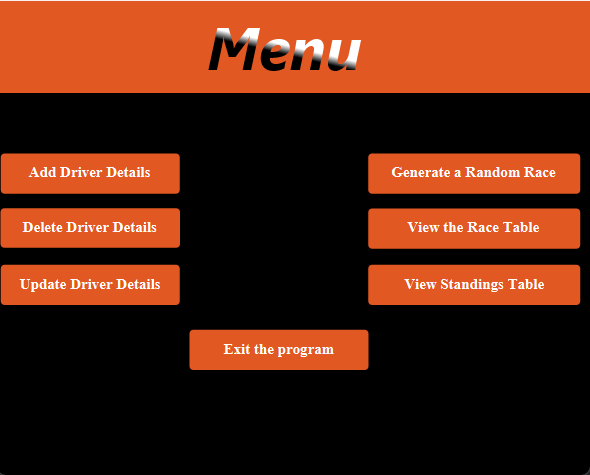 Menu
Add Driver Details
Generate a Random Race
Delete Driver Details
View the Race Table
Update Driver Details
View Standings Table
Exit the program